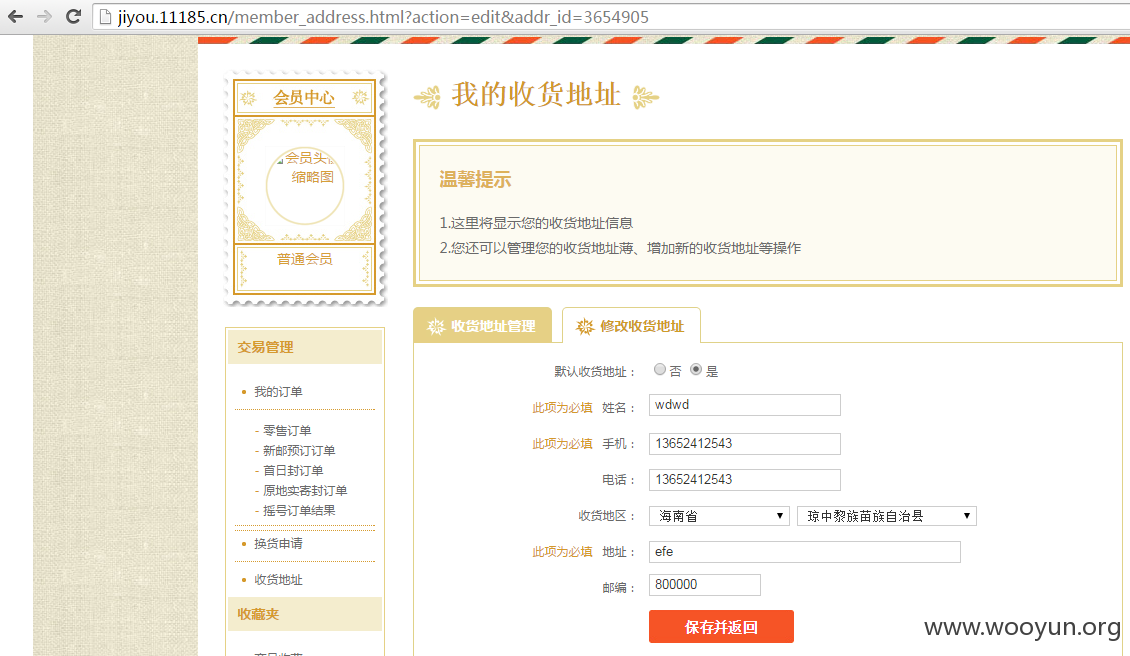 jiyou.11185.cn/member_address.html?action=edit&addr_id=3654905
会员中心
会员头
缩略图
普通会员
交易管理
我的订单
- 零售订单
- 新邮预订订单
- 首日封订单
- 原地实寄封订单
- 摇号订单结果
换货申请
收货地址
收藏夹
我的收货地址
温馨提示
1.这里将显示您的收货地址信息
2.您还可以管理您的收货地址薄、增加新的收货地址等操作
收货地址管理 修改收货地址
默认收货地址： 否 是
此项为必填 姓名： wdwd
此项为必填 手机： 13652412543
电话： 13652412543
收货地区： 海南省 琼中黎族苗族自治县
此项为必填 地址： efe
邮编： 800000
保存并返回
www.wooyun.org